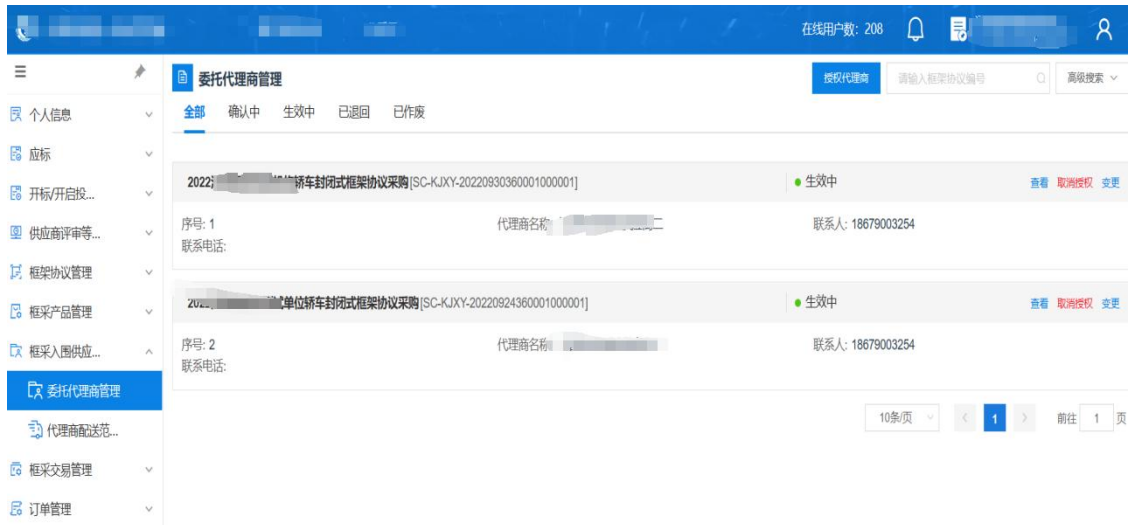 在线用户数：208
委托代理商管理
授权代理商
请输入框架协议编号
高级搜索
全部 确认中 生效中 已退回 已作废
个人信息
应标
开标/开启投...
供应商评审等...
框架协议管理
框采产品管理
框采入围供应...
委托代理商管理
代理商配送范...
框采交易管理
订单管理
2022 轿车封闭式框架协议采购[SC-KJXY-20220930360001000001]
生效中
查看 取消授权 变更
序号: 1 代理商名称 联系人: 18679003254
联系电话:
单位轿车封闭式框架协议采购[SC-KJXY-20220924360001000001]
生效中
查看 取消授权 变更
序号: 2 代理商名称 联系人: 18679003254
联系电话:
10条/页 1 前往 1 页